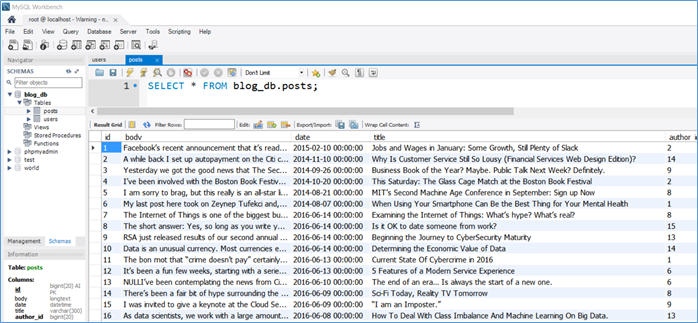 MySQL Workbench
root @ localhost - Warning - n...
File Edit View Query Database Server Tools Scripting Help
Navigator
SCHEMAS
Filter objects
blog_db
Tables
posts
users
Views
Stored Procedures
Functions
phpmyadmin
test
world
Management Schemas
Information
Table: posts
Columns:
id bigint(20) AI PK
body longtext
date datetime
title varchar(300)
author_id bigint(20)
users posts
Don't Limit
1 SELECT * FROM blog_db.posts;
Result Grid Filter Rows: Edit: Export/Import: Wrap Cell Content:
id body date title author_id
1 Facebook's recent announcement that it's read... 2015-02-10 00:00:00 Jobs and Wages in January: Some Growth, Still Plenty of Slack 2
2 A while back I set up autopayment on the Citi c... 2014-11-10 00:00:00 Why Is Customer Service Still So Lousy (Financial Services Web Design Edition)? 14
3 Yesterday we got the good news that The Sec... 2014-09-26 00:00:00 Business Book of the Year? Maybe. Public Talk Next Week? Definitely. 9
4 I've been involved with the Boston Book Festiv... 2014-10-20 00:00:00 This Saturday: The Glass Cage Match at the Boston Book Festival 2
5 I am sorry to brag, but this really is an all-star li... 2014-08-21 00:00:00 MIT's Second Machine Age Conference in September: Sign up Now 8
6 My last post here took on Zeynep Tufekci and,... 2014-08-07 00:00:00 When Using Your Smartphone Can Be the Best Thing for Your Mental Health 1
7 The Internet of Things is one of the biggest bu... 2016-06-14 00:00:00 Examining the Internet of Things: What's hype? What's real? 8
8 The short answer: Yes, so long as you write y... 2016-06-14 00:00:00 Is it OK to date someone from work? 15
9 RSA just released results of our second annual ... 2016-06-14 00:00:00 Beginning the Journey to CyberSecurity Maturity 13
10 Data is an unusual currency. Most currencies e... 2016-06-14 00:00:00 Determining the Economic Value of Data 14
11 The bon mot that "crime doesn't pay" certainly... 2016-06-13 00:00:00 Current State Of Cybercrime in 2016 1
12 It's been a fun few weeks, starting with a serie... 2016-06-13 00:00:00 5 Features of a Modern Service Experience 6
13 NULLI've been contemplating the news from Ci... 2016-06-10 00:00:00 The end of an era... Is always the start of a new one. 6
14 There's been a fair bit of hype surrounding the ... 2016-06-09 00:00:00 Sci-Fi Today, Reality TV Tomorrow 8
15 I was invited to give a keynote at the Cloud Se... 2016-06-09 00:00:00 "I am an Imposter." 9
16 As data scientists, we work with a large amount... 2016-06-08 00:00:00 How To Deal With Class Imbalance And Machine Learning On Big Data. 13